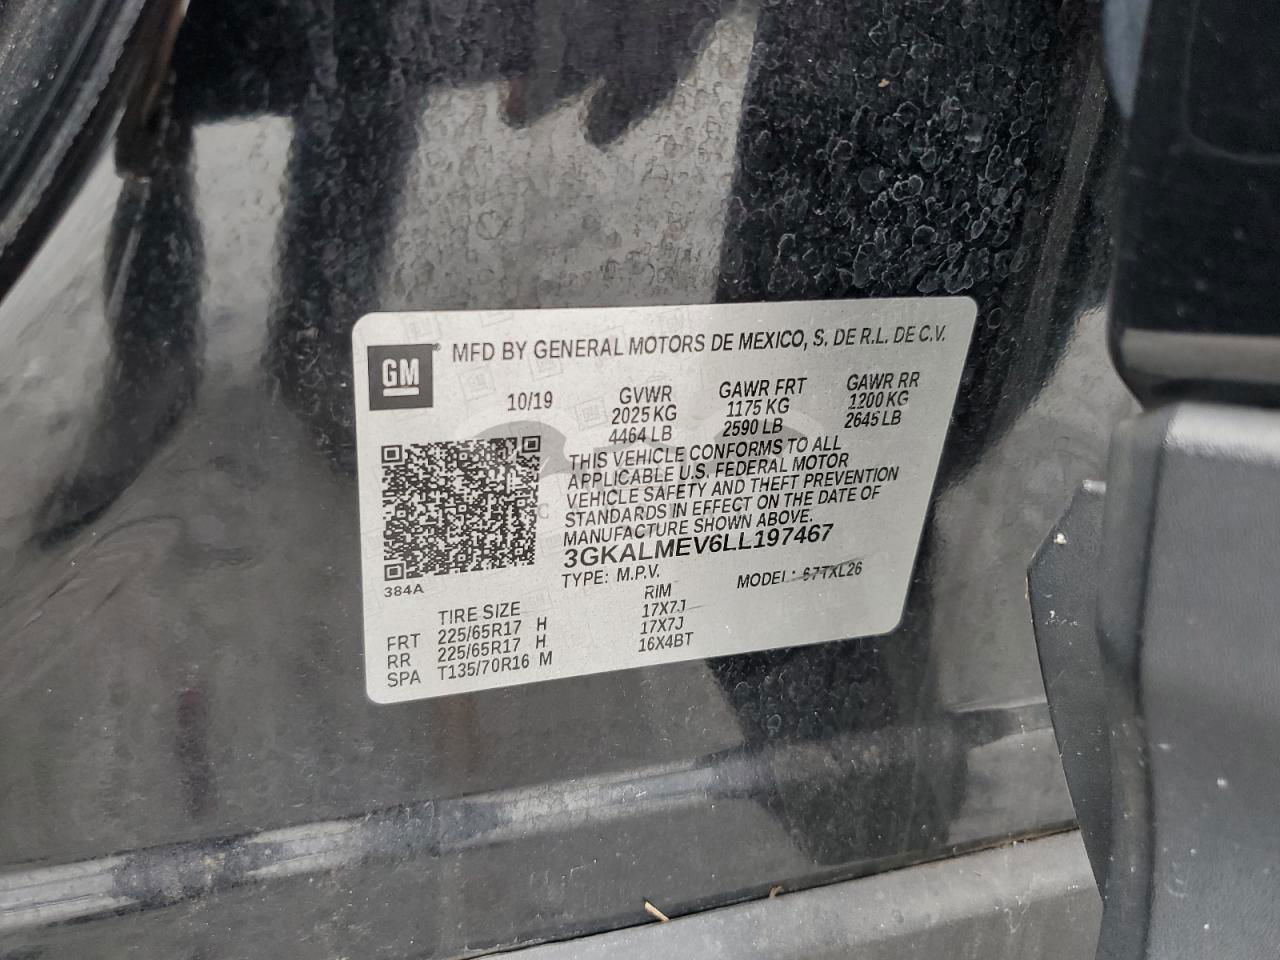 GM ® MFD BY GENERAL MOTORS DE MEXICO, S. DE R.L. DE C.V.
10/19 GVWR GAWR FRT GAWR RR
2025 KG 1175 KG 1200 KG
4464 LB 2590 LB 2645 LB
THIS VEHICLE CONFORMS TO ALL
APPLICABLE U.S. FEDERAL MOTOR
VEHICLE SAFETY AND THEFT PREVENTION
STANDARDS IN EFFECT ON THE DATE OF
MANUFACTURE SHOWN ABOVE.
3GKALMEV6LL197467
384A TYPE: M.P.V. MODEL: 67TXL26
TIRE SIZE RIM
FRT 225/65R17 H 17X7J
RR 225/65R17 H 17X7J
SPA T135/70R16 M 16X4BT